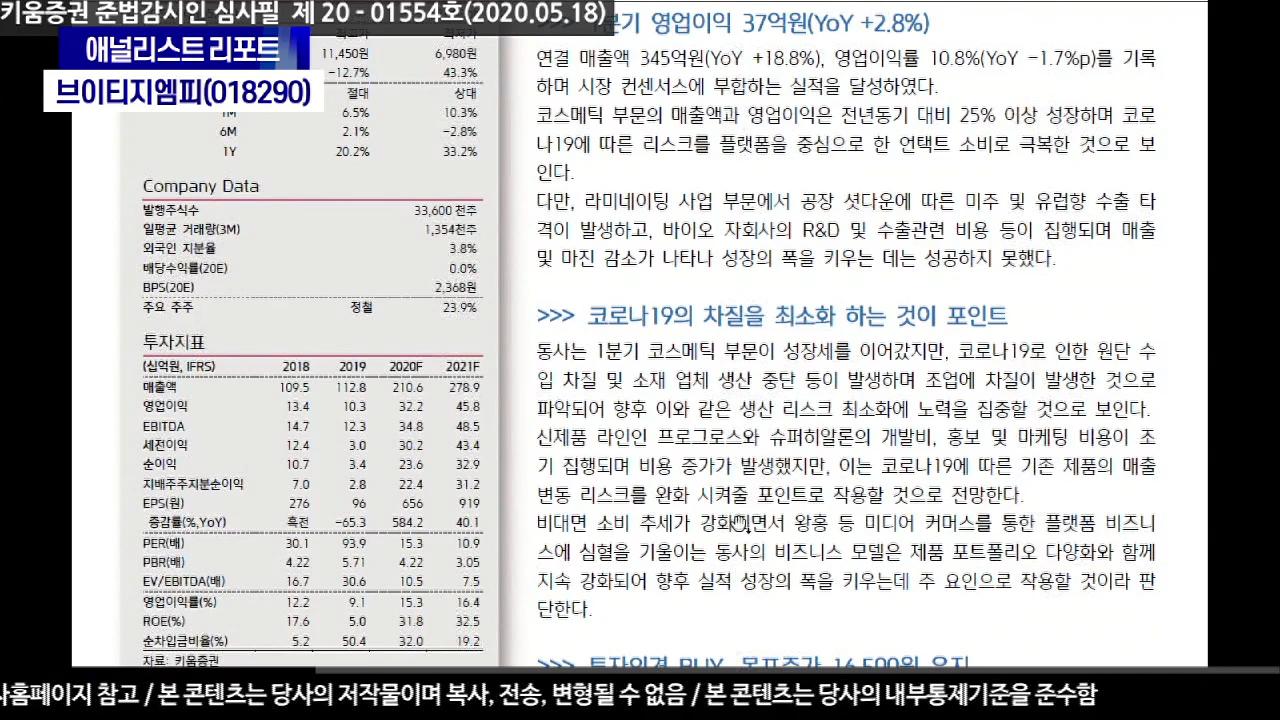 키움증권 준법감시인 심사필 제 20 - 01554호(2020.05.18)
애널리스트 리포트
브이티지엠피(018290)
11,450원 6,980원
-12.7% 43.3%
절대 상대
1M 6.5% 10.3%
6M 2.1% -2.8%
1Y 20.2% 33.2%
Company Data
발행주식수 33,600 천주
일평균 거래량(3M) 1,354천주
외국인 지분율 3.8%
배당수익률(20E) 0.0%
BPS(20E) 2,368원
주요 주주 정철 23.9%
투자지표
(십억원, IFRS) 2018 2019 2020F 2021F
매출액 109.5 112.8 210.6 278.9
영업이익 13.4 10.3 32.2 45.8
EBITDA 14.7 12.3 34.8 48.5
세전이익 12.4 3.0 30.2 43.4
순이익 10.7 3.4 23.6 32.9
지배주주지분순이익 7.0 2.8 22.4 31.2
EPS(원) 276 96 656 919
증감률(%,YoY) 흑전 -65.3 584.2 40.1
PER(배) 30.1 93.9 15.3 10.9
PBR(배) 4.22 5.71 4.22 3.05
EV/EBITDA(배) 16.7 30.6 10.5 7.5
영업이익률(%) 12.2 9.1 15.3 16.4
ROE(%) 17.6 5.0 31.8 32.5
순차입금비율(%) 5.2 50.4 32.0 19.2
자료: 키움증권
영업이익 37억원(YoY +2.8%)
연결 매출액 345억원(YoY +18.8%), 영업이익률 10.8%(YoY -1.7%p)를 기록
하며 시장 컨센서스에 부합하는 실적을 달성하였다.
코스메틱 부문의 매출액과 영업이익은 전년동기 대비 25% 이상 성장하며 코로
나19에 따른 리스크를 플랫폼을 중심으로 한 언택트 소비로 극복한 것으로 보
인다.
다만, 라미네이팅 사업 부문에서 공장 셧다운에 따른 미주 및 유럽향 수출 타
격이 발생하고, 바이오 자회사의 R&D 및 수출관련 비용 등이 집행되며 매출
및 마진 감소가 나타나 성장의 폭을 키우는 데는 성공하지 못했다.
>>> 코로나19의 차질을 최소화 하는 것이 포인트
동사는 1분기 코스메틱 부문이 성장세를 이어갔지만, 코로나19로 인한 원단 수
입 차질 및 소재 업체 생산 중단 등이 발생하며 조업에 차질이 발생한 것으로
파악되어 향후 이와 같은 생산 리스크 최소화에 노력을 집중할 것으로 보인다.
신제품 라인인 프로그로스와 슈퍼히알론의 개발비, 홍보 및 마케팅 비용이 조
기 집행되며 비용 증가가 발생했지만, 이는 코로나19에 따른 기존 제품의 매출
변동 리스크를 완화 시켜줄 포인트로 작용할 것으로 전망한다.
비대면 소비 추세가 강화되면서 왕홍 등 미디어 커머스를 통한 플랫폼 비즈니
스에 심혈을 기울이는 동사의 비즈니스 모델은 제품 포트폴리오 다양화와 함께
지속 강화되어 향후 실적 성장의 폭을 키우는데 주 요인으로 작용할 것이라 판
단한다.
>>> 투자의견 BUY, 목표주가 16,500원 유지
사홈페이지 참고 / 본 콘텐츠는 당사의 저작물이며 복사, 전송, 변형될 수 없음 / 본 콘텐츠는 당사의 내부통제기준을 준수함